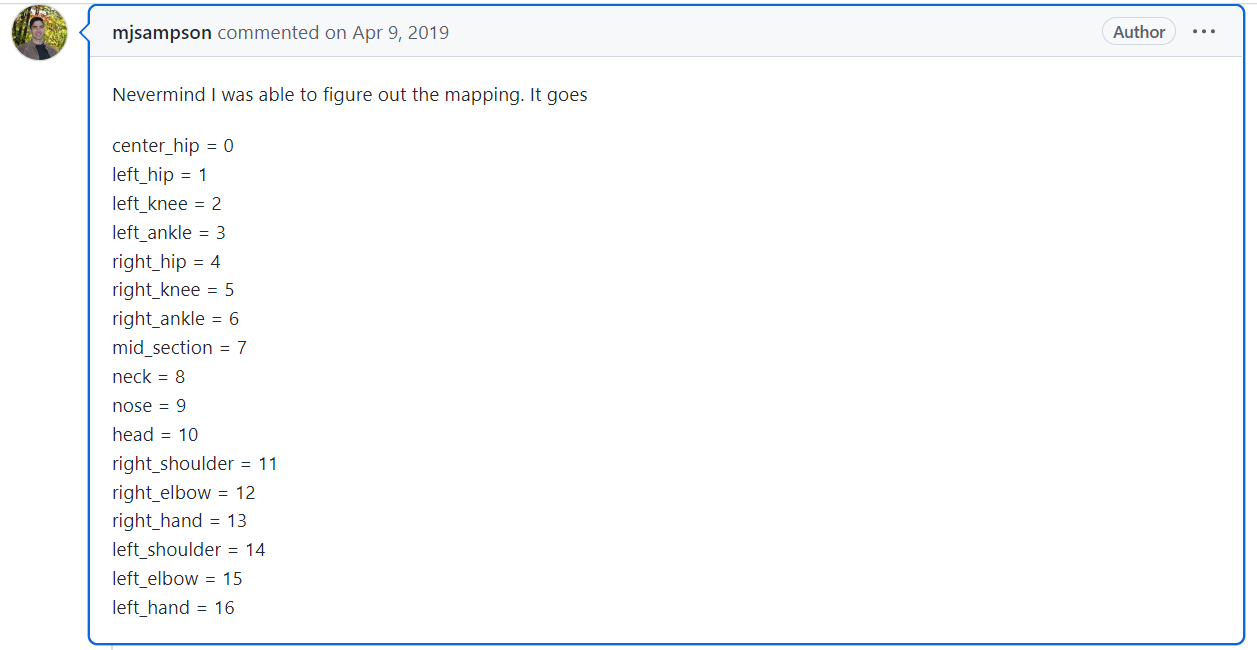 mjsampson commented on Apr 9, 2019
Author
Nevermind I was able to figure out the mapping. It goes
center_hip = 0
left_hip = 1
left_knee = 2
left_ankle = 3
right_hip = 4
right_knee = 5
right_ankle = 6
mid_section = 7
neck = 8
nose = 9
head = 10
right_shoulder = 11
right_elbow = 12
right_hand = 13
left_shoulder = 14
left_elbow = 15
left_hand = 16